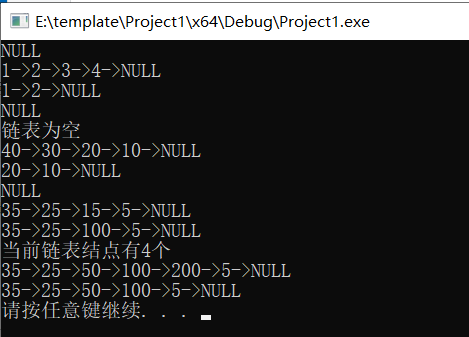 E:\template\Project1\x64\Debug\Project1.exe
NULL
1->2->3->4->NULL
1->2->NULL
NULL
链表为空
40->30->20->10->NULL
20->10->NULL
NULL
35->25->15->5->NULL
35->25->100->5->NULL
当前链表结点有4个
35->25->50->100->200->5->NULL
35->25->50->100->5->NULL
请按任意键继续. . .